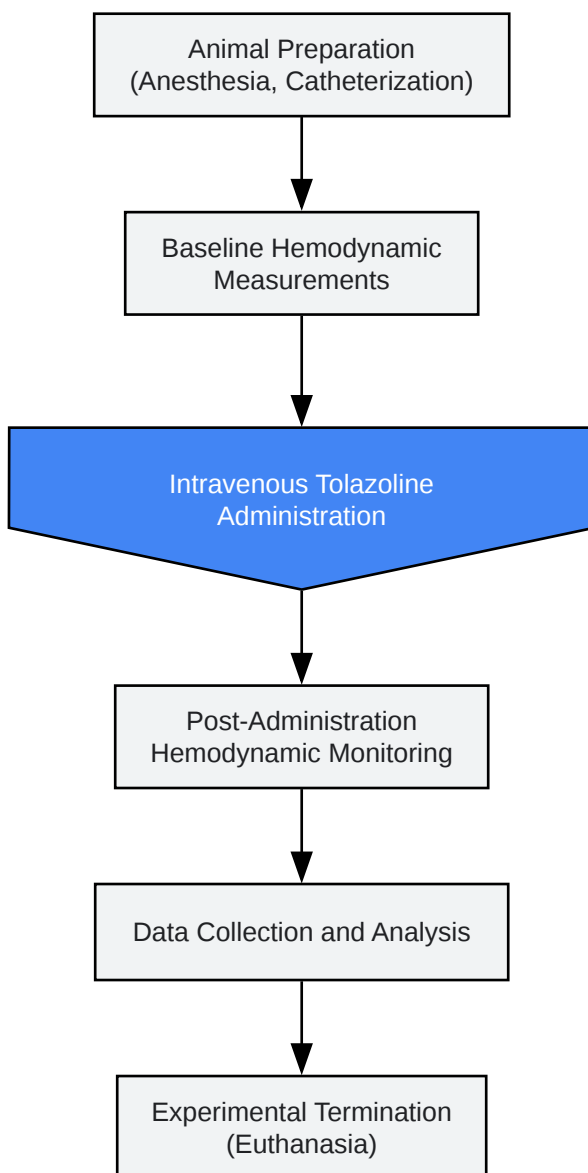 Animal Preparation
(Anesthesia, Catheterization)
Baseline Hemodynamic
Measurements
Intravenous Tolazoline
Administration
Post-Administration
Hemodynamic Monitoring
Data Collection and Analysis
Experimental Termination
(Euthanasia)